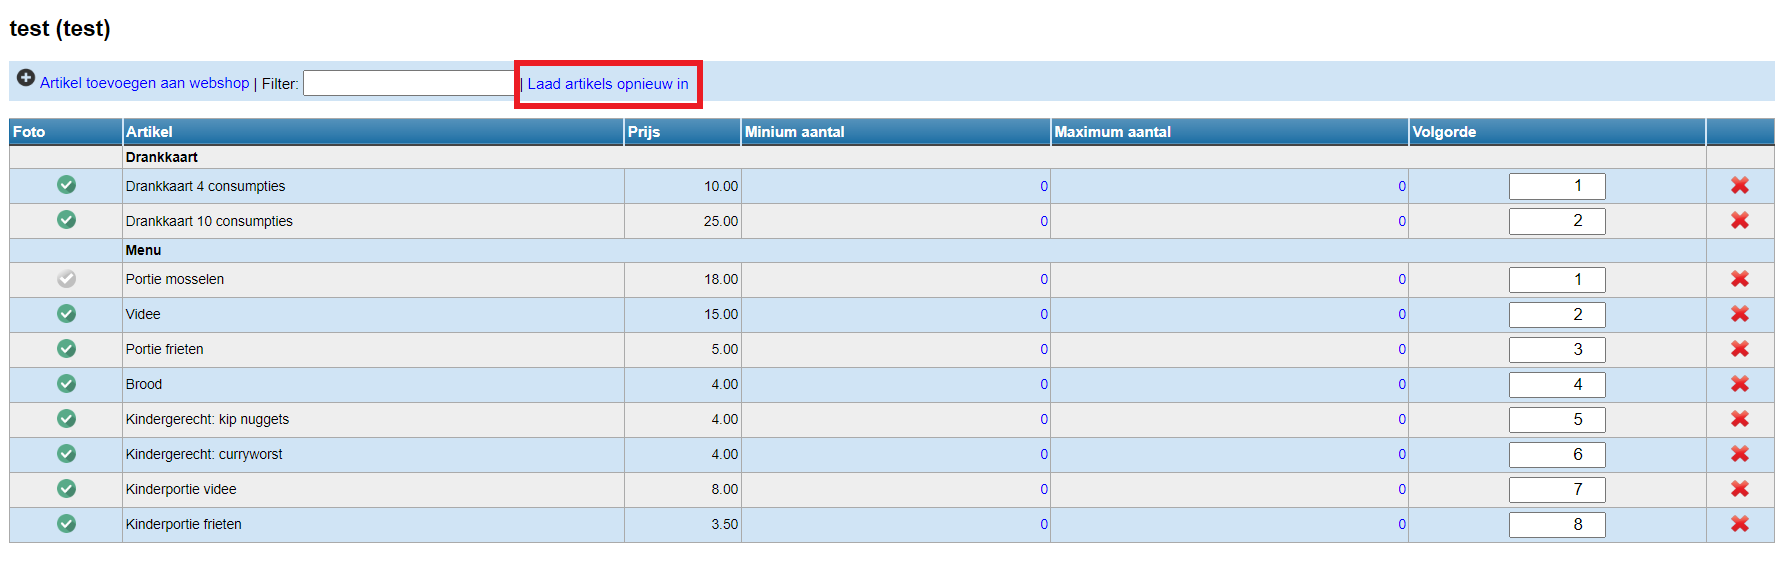 test (test)
Artikel toevoegen aan webshop | Filter: | Laad artikels opnieuw in
Foto Artikel Prijs Minium aantal Maximum aantal Volgorde
Drankkaart
Drankkaart 4 consumpties 10.00 0 0 1
Drankkaart 10 consumpties 25.00 0 0 2
Menu
Portie mosselen 18.00 0 0 1
Videe 15.00 0 0 2
Portie frieten 5.00 0 0 3
Brood 4.00 0 0 4
Kindergerecht: kip nuggets 4.00 0 0 5
Kindergerecht: curryworst 4.00 0 0 6
Kinderportie videe 8.00 0 0 7
Kinderportie frieten 3.50 0 0 8